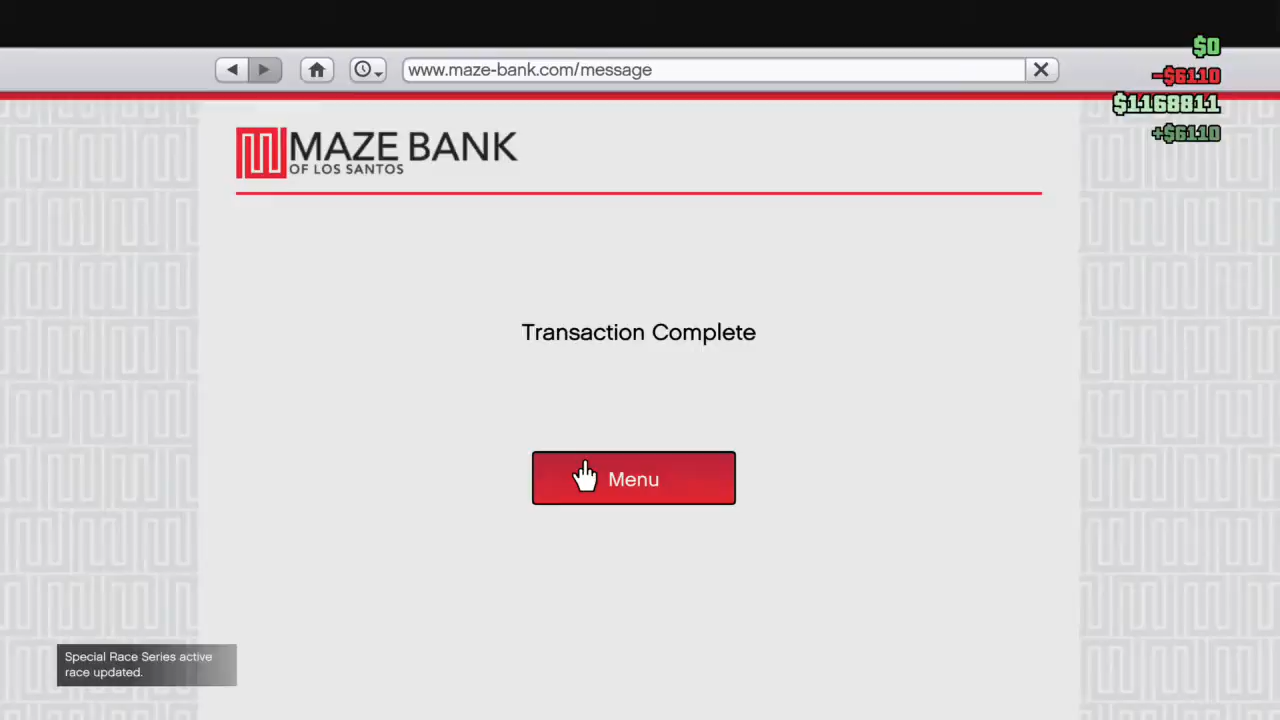 www.maze-bank.com/message
$0
-$6110
$1168811
+$6110
MAZE BANK
OF LOS SANTOS
Transaction Complete
Menu
Special Race Series active
race updated.